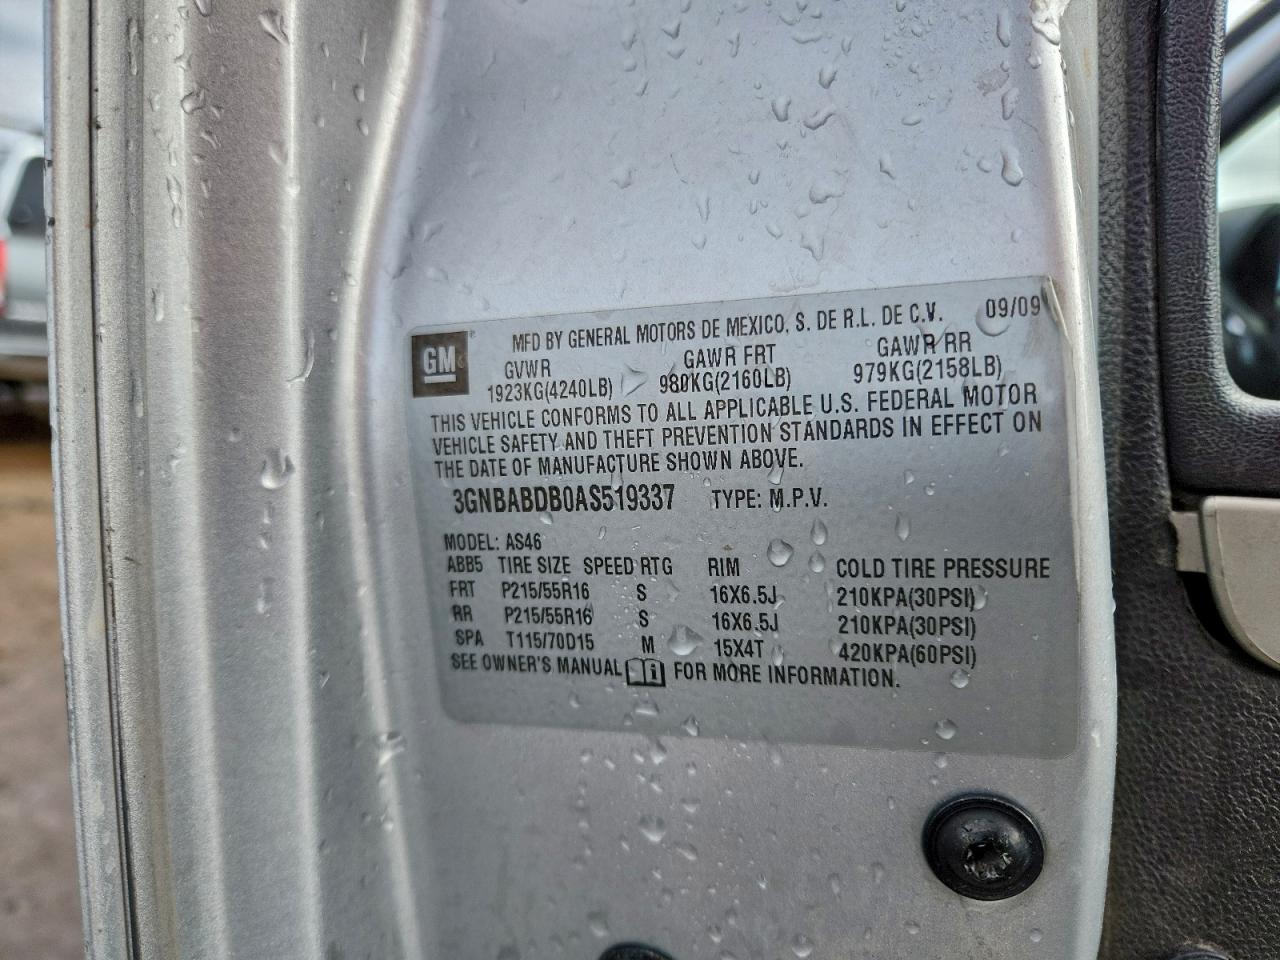 MFD BY GENERAL MOTORS DE MEXICO, S. DE R.L. DE C.V. 09/09
GM
GVWR GAWR FRT GAWR RR
1923KG(4240LB) 980KG(2160LB) 979KG(2158LB)
THIS VEHICLE CONFORMS TO ALL APPLICABLE U.S. FEDERAL MOTOR
VEHICLE SAFETY AND THEFT PREVENTION STANDARDS IN EFFECT ON
THE DATE OF MANUFACTURE SHOWN ABOVE.
3GNBABDB0AS519337 TYPE: M.P.V.
MODEL: AS46
ABB5 TIRE SIZE SPEED RTG RIM COLD TIRE PRESSURE
FRT P215/55R16 S 16X6.5J 210KPA(30PSI)
RR P215/55R16 S 16X6.5J 210KPA(30PSI)
SPA T115/70D15 M 15X4T 420KPA(60PSI)
SEE OWNER'S MANUAL i FOR MORE INFORMATION.